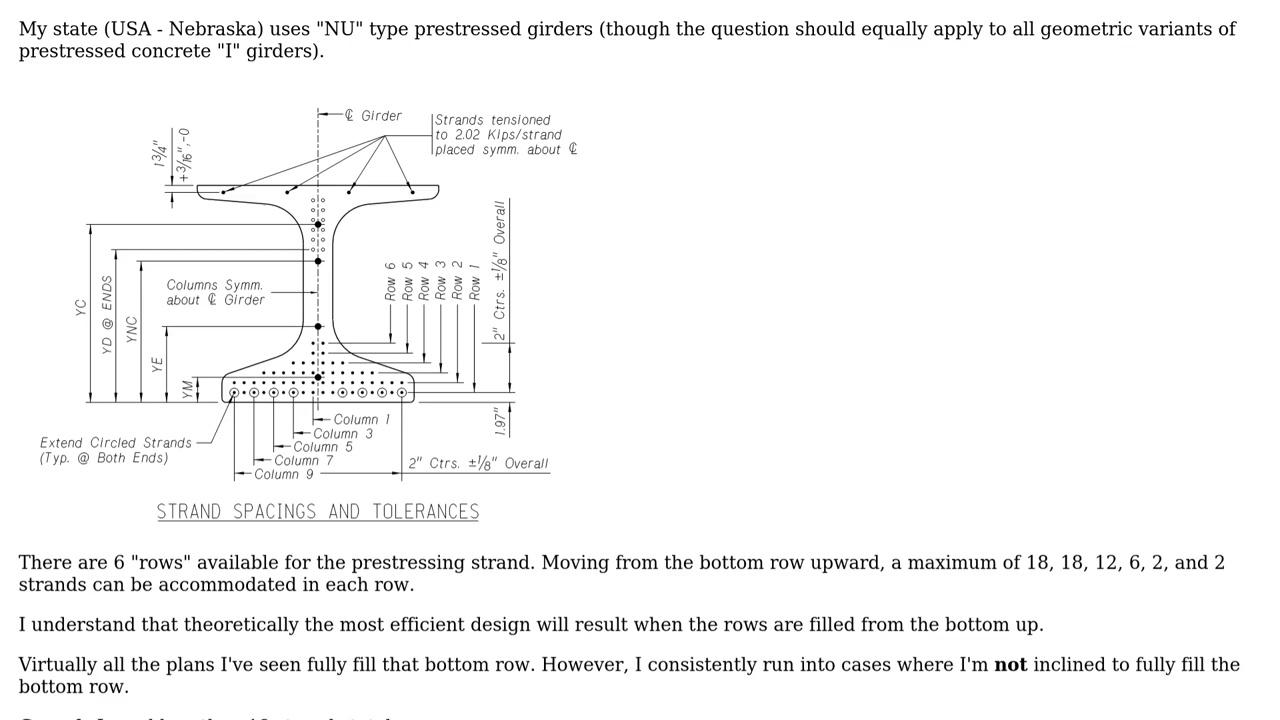 My state (USA - Nebraska) uses "NU" type prestressed girders (though the question should equally apply to all geometric variants of
prestressed concrete "I" girders).
℄ Girder
Strands tensioned
to 2.02 Kips/strand
placed symm. about ℄
1¾"
+3/16",-0
YC
YD @ ENDS
YNC
YE
YM
Columns Symm.
about ℄ Girder
Row 6
Row 5
Row 4
Row 3
Row 2
Row 1
2" Ctrs. ±⅛" Overall
1.97"
Extend Circled Strands
(Typ. @ Both Ends)
Column 1
Column 3
Column 5
Column 7
Column 9
2" Ctrs. ±⅛" Overall
STRAND SPACINGS AND TOLERANCES
There are 6 "rows" available for the prestressing strand. Moving from the bottom row upward, a maximum of 18, 18, 12, 6, 2, and 2
strands can be accommodated in each row.
I understand that theoretically the most efficient design will result when the rows are filled from the bottom up.
Virtually all the plans I've seen fully fill that bottom row. However, I consistently run into cases where I'm not inclined to fully fill the
bottom row.